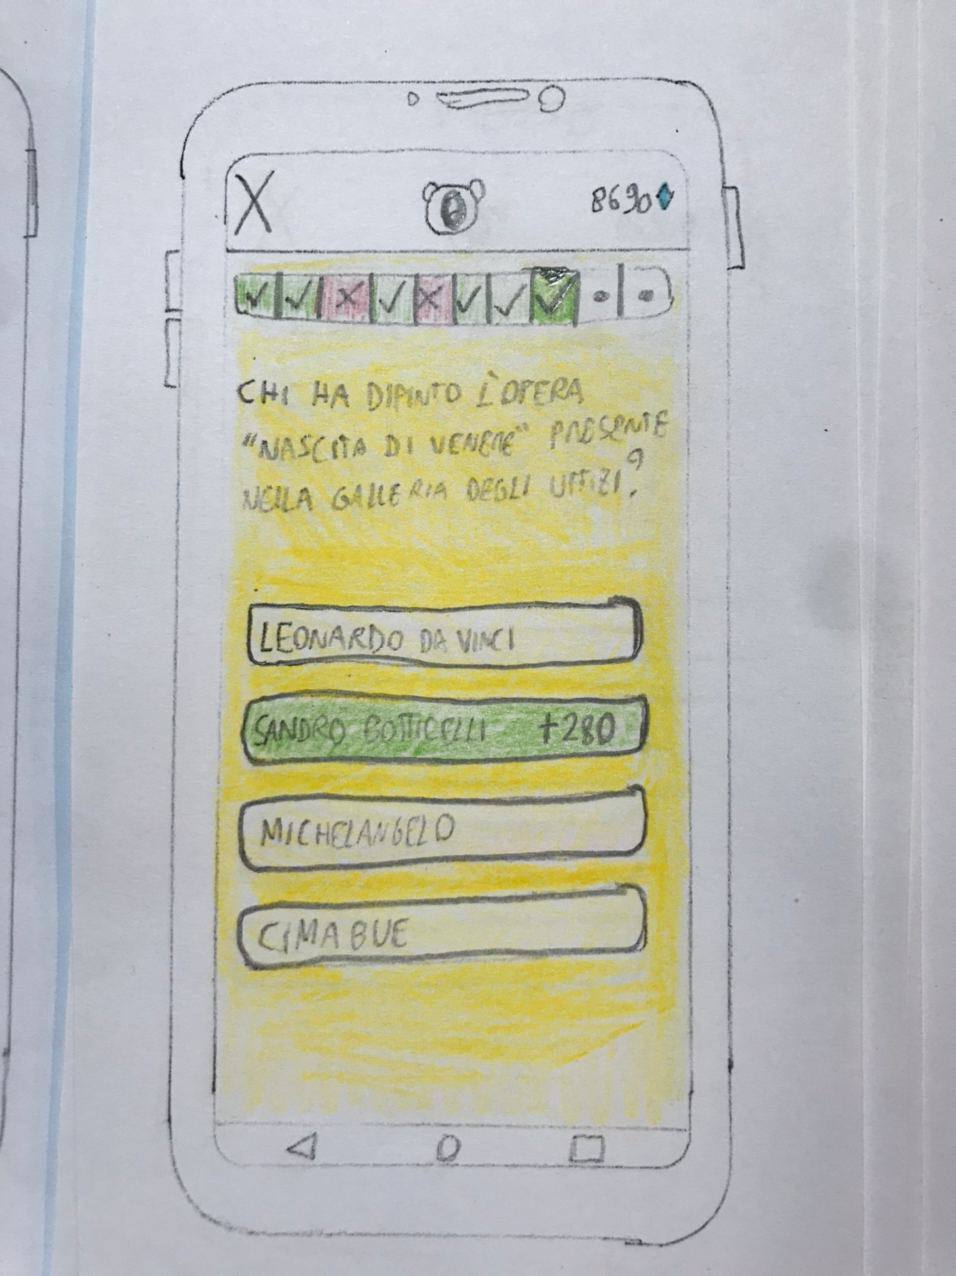 X
8690
CHI HA DIPINTO L'OPERA
"NASCITA DI VENERE" PRESENTE
NELLA GALLERIA DEGLI UFFIZI?
LEONARDO DA VINCI
SANDRO BOTTICELLI +280
MICHELANGELO
CIMABUE